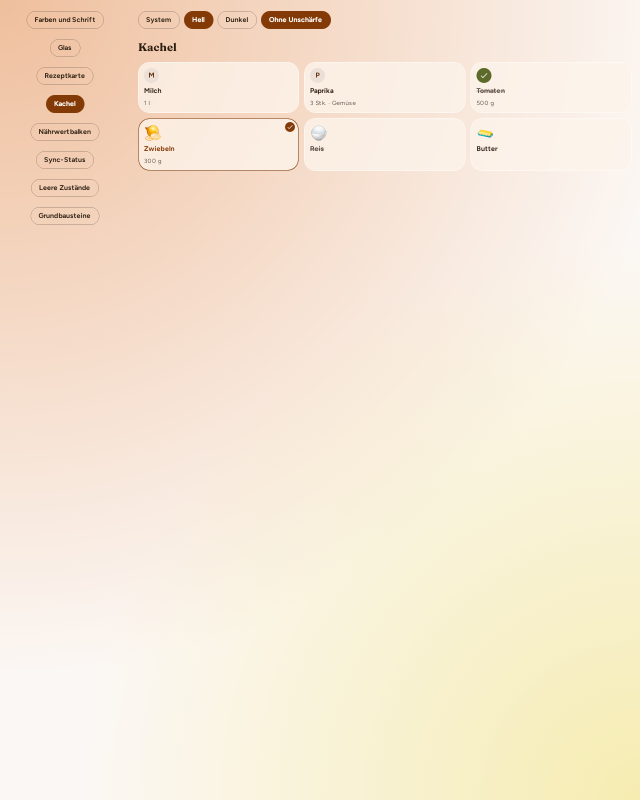 Farben und Schrift
Glas
Rezeptkarte
Kachel
Nährwertbalken
Sync-Status
Leere Zustände
Grundbausteine
System
Hell
Dunkel
Ohne Unschärfe
Kachel
M
Milch
1 l
P
Paprika
3 Stk. · Gemüse
Tomaten
500 g
Zwiebeln
300 g
Reis
Butter